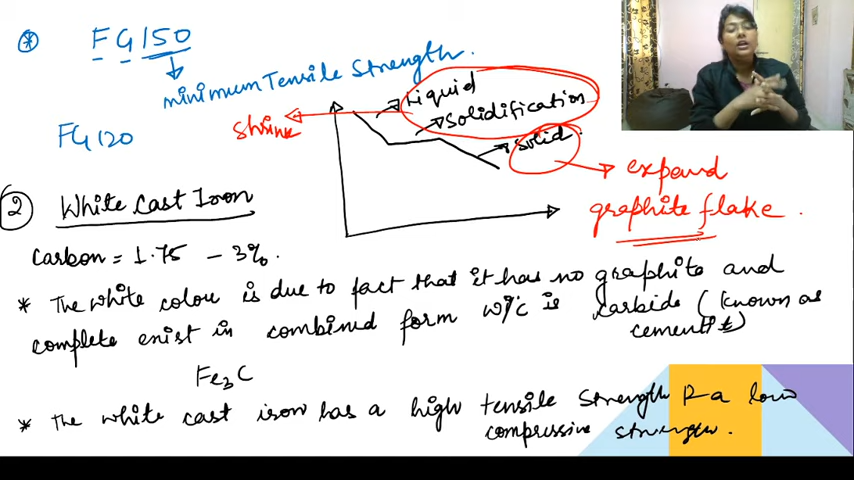 * FG150
minimum Tensile Strength.
FG120
Liquid
Solidification
Shrink
Solid.
expand
graphite flake.
2 White Cast Iron
Carbon = 1.75 - 3%.
* The white colour is due to fact that it has no graphite and
complete exist in combined form is carbide (known as
cementite)
Fe3C
* The white cast iron has a high tensile strength & a low
compressive strength.